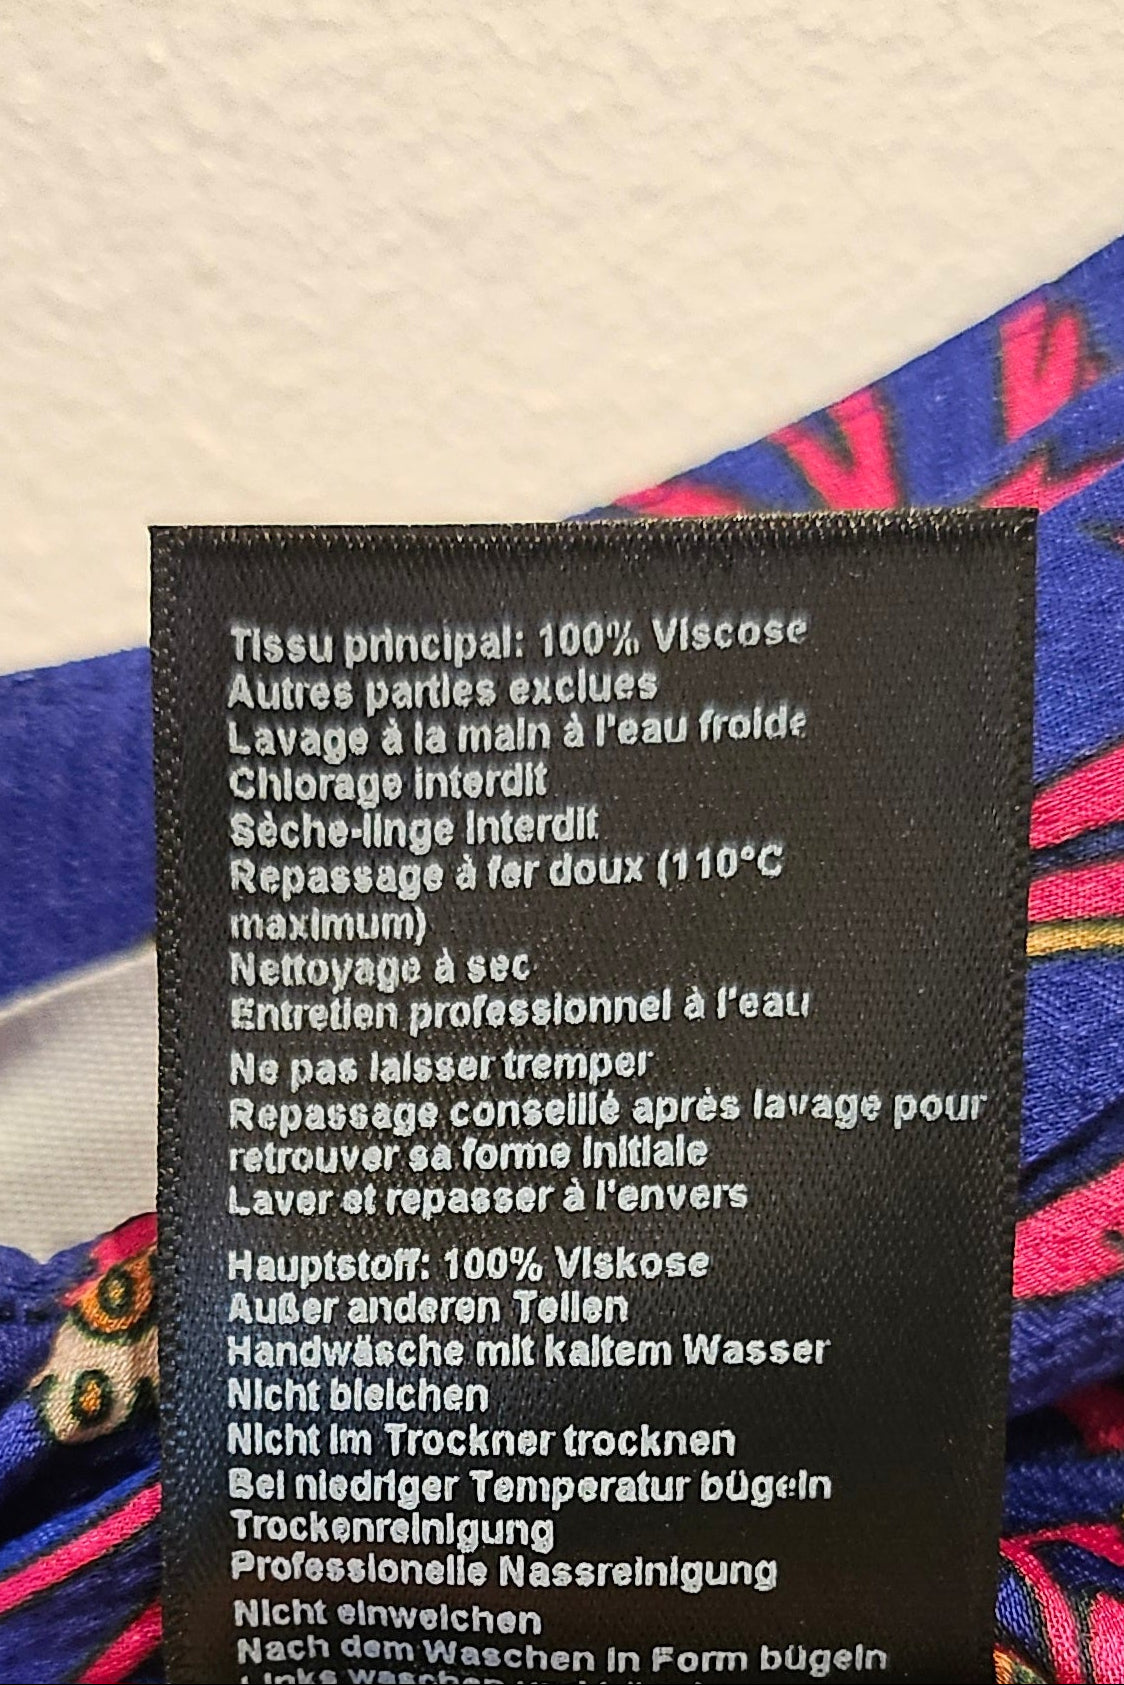 Tissu principal: 100% Viscose
Autres parties exclues
Lavage à la main à l'eau froide
Chlorage interdit
Sèche-linge interdit
Repassage à fer doux (110°C
maximum)
Nettoyage à sec
Entretien professionnel à l'eau
Ne pas laisser tremper
Repassage conseillé après lavage pour
retrouver sa forme initiale
Laver et repasser à l'envers
Hauptstoff: 100% Viskose
Außer anderen Teilen
Handwäsche mit kaltem Wasser
Nicht bleichen
Nicht im Trockner trocknen
Bei niedriger Temperatur bügeln
Trockenreinigung
Professionelle Nassreinigung
Nicht einweichen
Nach dem Waschen in Form bügeln
Links waschen